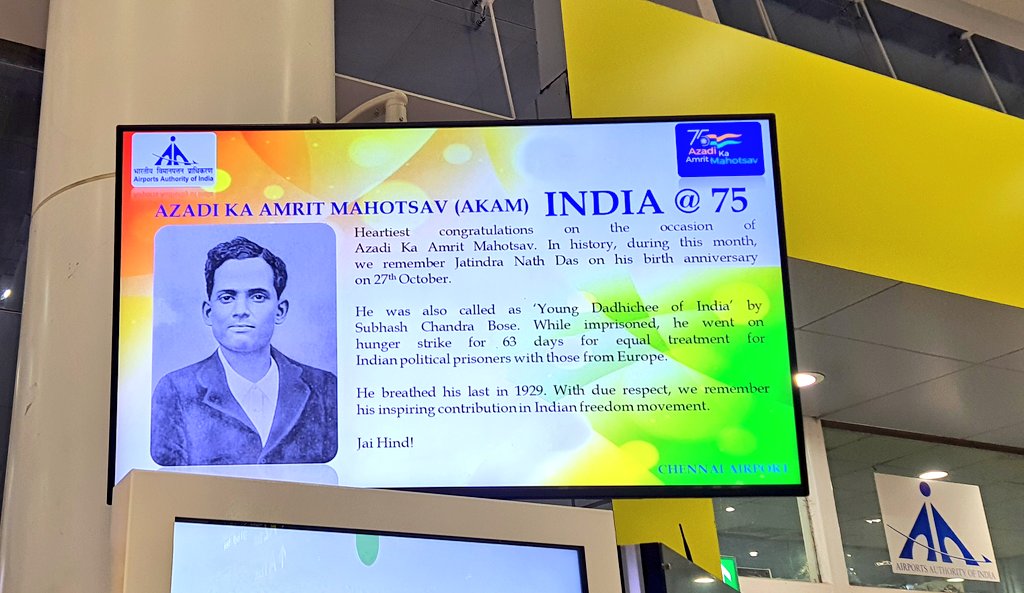 भारतीय विमानपत्तन प्राधिकरण
Airports Authority of India
75
Azadi Ka
Amrit Mahotsav
AZADI KA AMRIT MAHOTSAV (AKAM) INDIA @ 75
Heartiest congratulations on the occasion of
Azadi Ka Amrit Mahotsav. In history, during this month,
we remember Jatindra Nath Das on his birth anniversary
on 27th October.
He was also called as ‘Young Dadhichee of India’ by
Subhash Chandra Bose. While imprisoned, he went on
hunger strike for 63 days for equal treatment for
Indian political prisoners with those from Europe.
He breathed his last in 1929. With due respect, we remember
his inspiring contribution in Indian freedom movement.
Jai Hind!
CHENNAI AIRPORT
AIRPORTS AUTHORITY OF INDIA